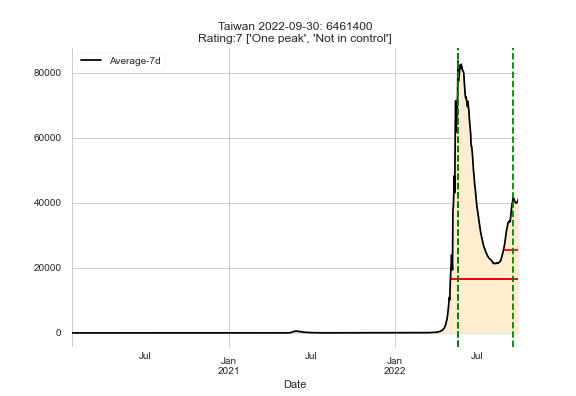 Taiwan 2022-09-30: 6461400
Rating:7 ['One peak', 'Not in control']
Average-7d
80000
60000
40000
20000
0
Jul
Jan
2021
Jul
Jan
2022
Jul
Date